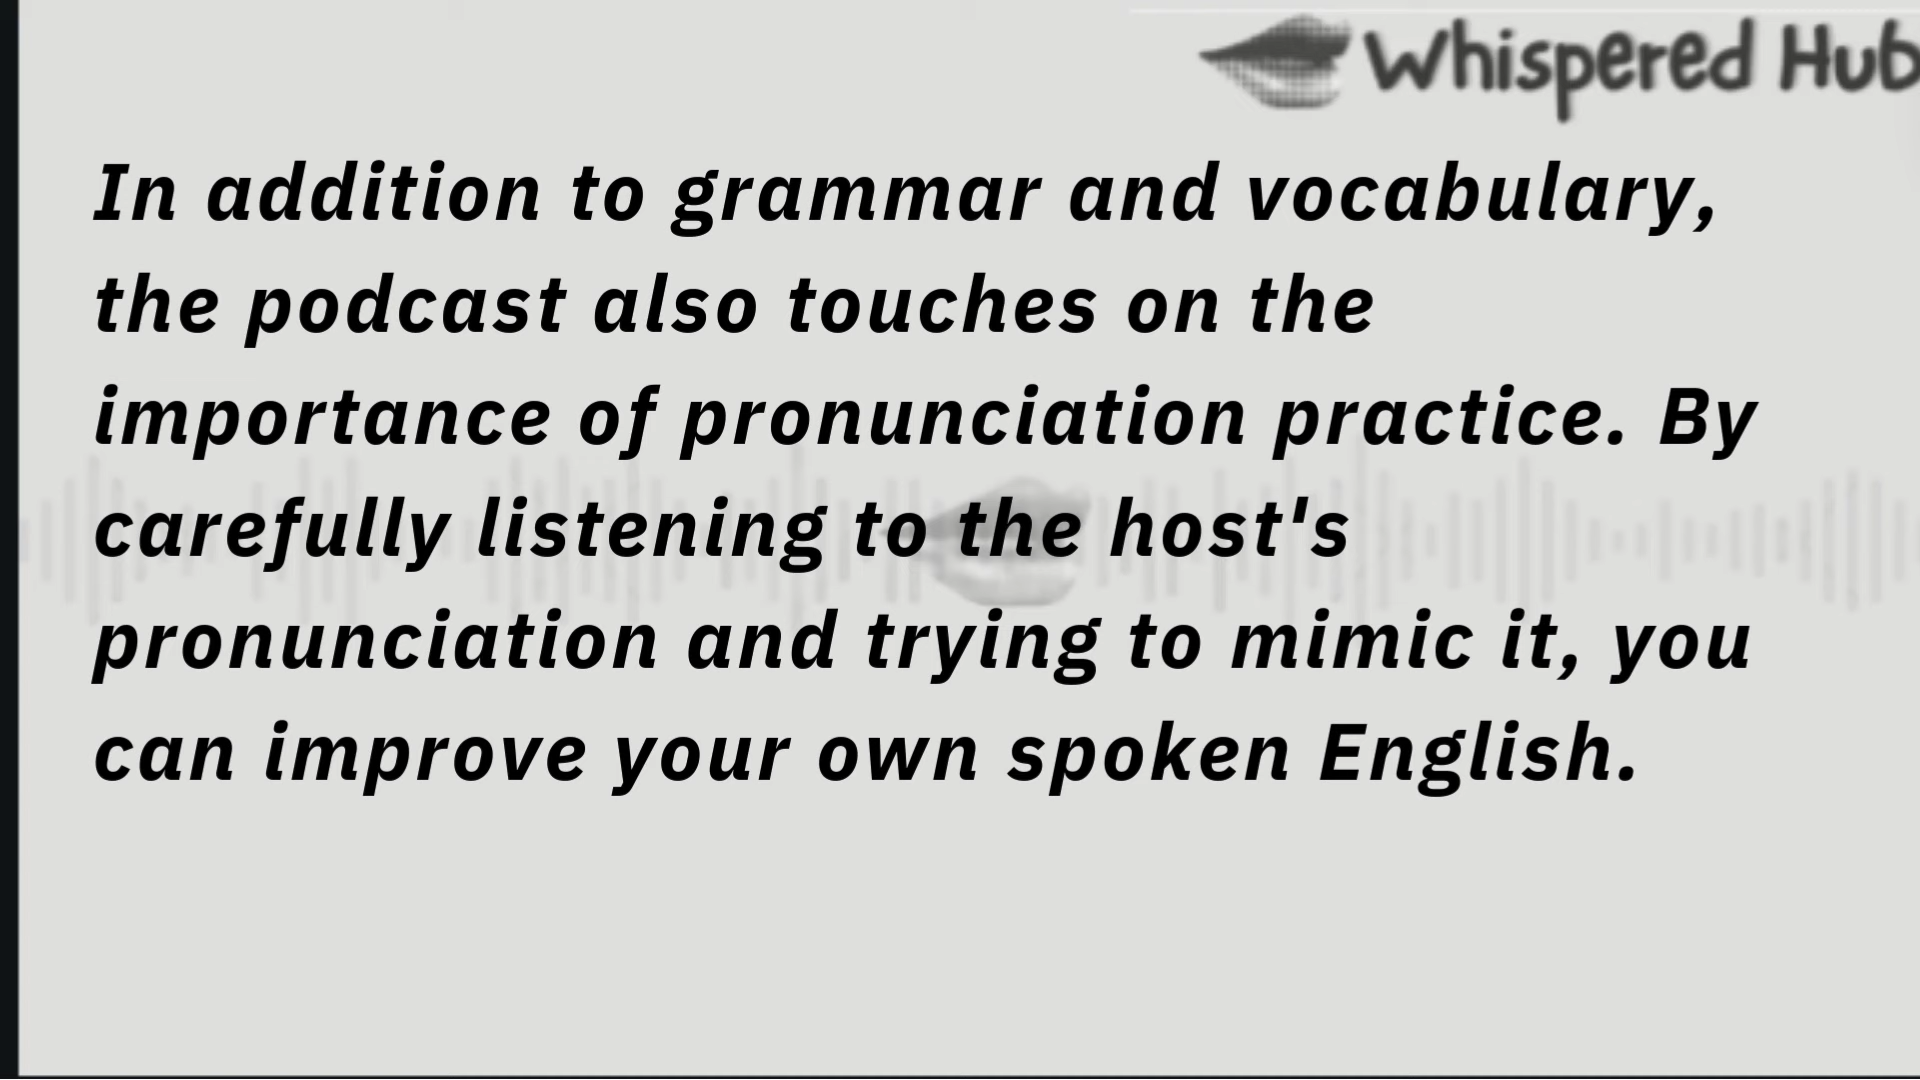 Whispered Hub
In addition to grammar and vocabulary,
the podcast also touches on the
importance of pronunciation practice. By
carefully listening to the host's
pronunciation and trying to mimic it, you
can improve your own spoken English.